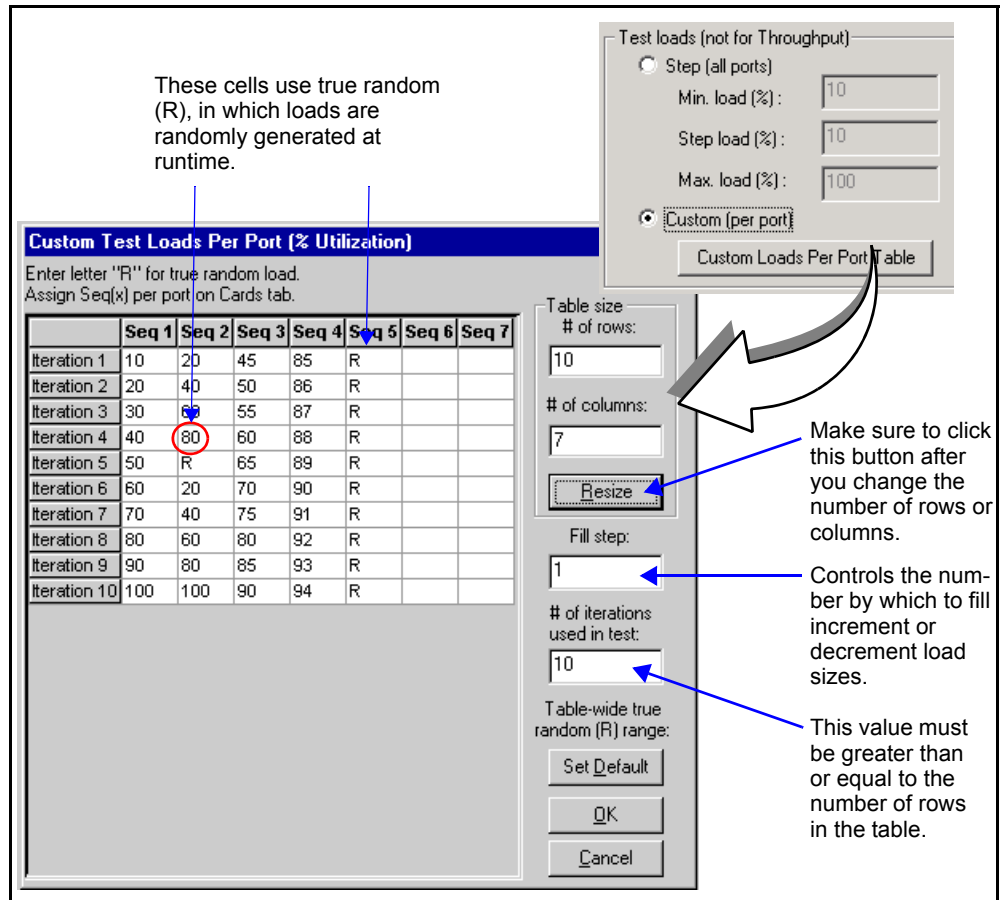 These cells use true random
(R), in which loads are
randomly generated at
runtime.
Test loads (not for Throughput)
Step (all ports)
Min. load (%) : 10
Step load (%) : 10
Max. load (%) : 100
Custom (per port)
Custom Loads Per Port Table
Custom Test Loads Per Port (% Utilization)
Enter letter "R" for true random load.
Assign Seq(x) per port on Cards tab.
Seq 1 Seq 2 Seq 3 Seq 4 Seq 5 Seq 6 Seq 7
Iteration 1 10 20 45 85 R
Iteration 2 20 40 50 86 R
Iteration 3 30 55 87 R
Iteration 4 40 80 60 88 R
Iteration 5 50 R 65 89 R
Iteration 6 60 20 70 90 R
Iteration 7 70 40 75 91 R
Iteration 8 80 60 80 92 R
Iteration 9 90 80 85 93 R
Iteration 10 100 100 90 94 R
Table size
# of rows:
10
# of columns:
7
Resize
Fill step:
1
# of iterations
used in test:
10
Table-wide true
random (R) range:
Set Default
OK
Cancel
Make sure to click
this button after
you change the
number of rows or
columns.
Controls the num-
ber by which to fill
increment or
decrement load
sizes.
This value must
be greater than
or equal to the
number of rows
in the table.